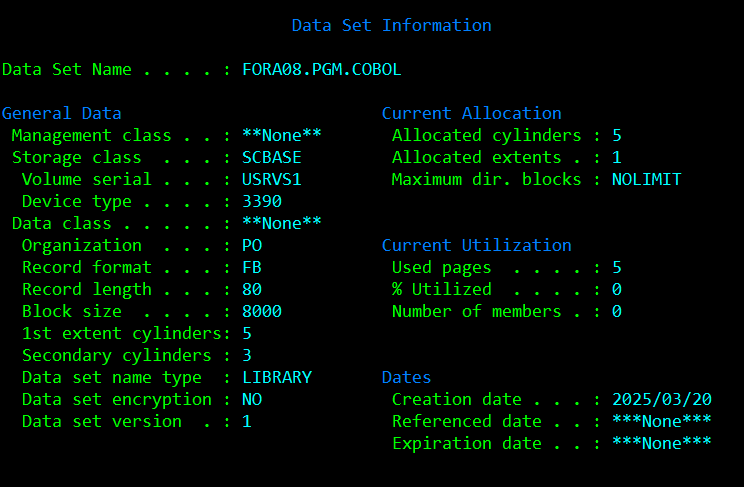 Data Set Information
Data Set Name . . . . : FORA08.PGM.COBOL
General Data                          Current Allocation
 Management class . . : **None**       Allocated cylinders : 5
 Storage class  . . . : SCBASE         Allocated extents . : 1
  Volume serial . . . : USRVS1         Maximum dir. blocks : NOLIMIT
  Device type . . . . : 3390
 Data class . . . . . : **None**
  Organization  . . . : PO            Current Utilization
  Record format . . . : FB             Used pages  . . . . : 5
  Record length . . . : 80             % Utilized  . . . . : 0
  Block size  . . . . : 8000           Number of members . : 0
  1st extent cylinders: 5
  Secondary cylinders : 3
  Data set name type  : LIBRARY       Dates
  Data set encryption : NO             Creation date . . . : 2025/03/20
  Data set version  . : 1              Referenced date . . : ***None***
                                       Expiration date . . : ***None***